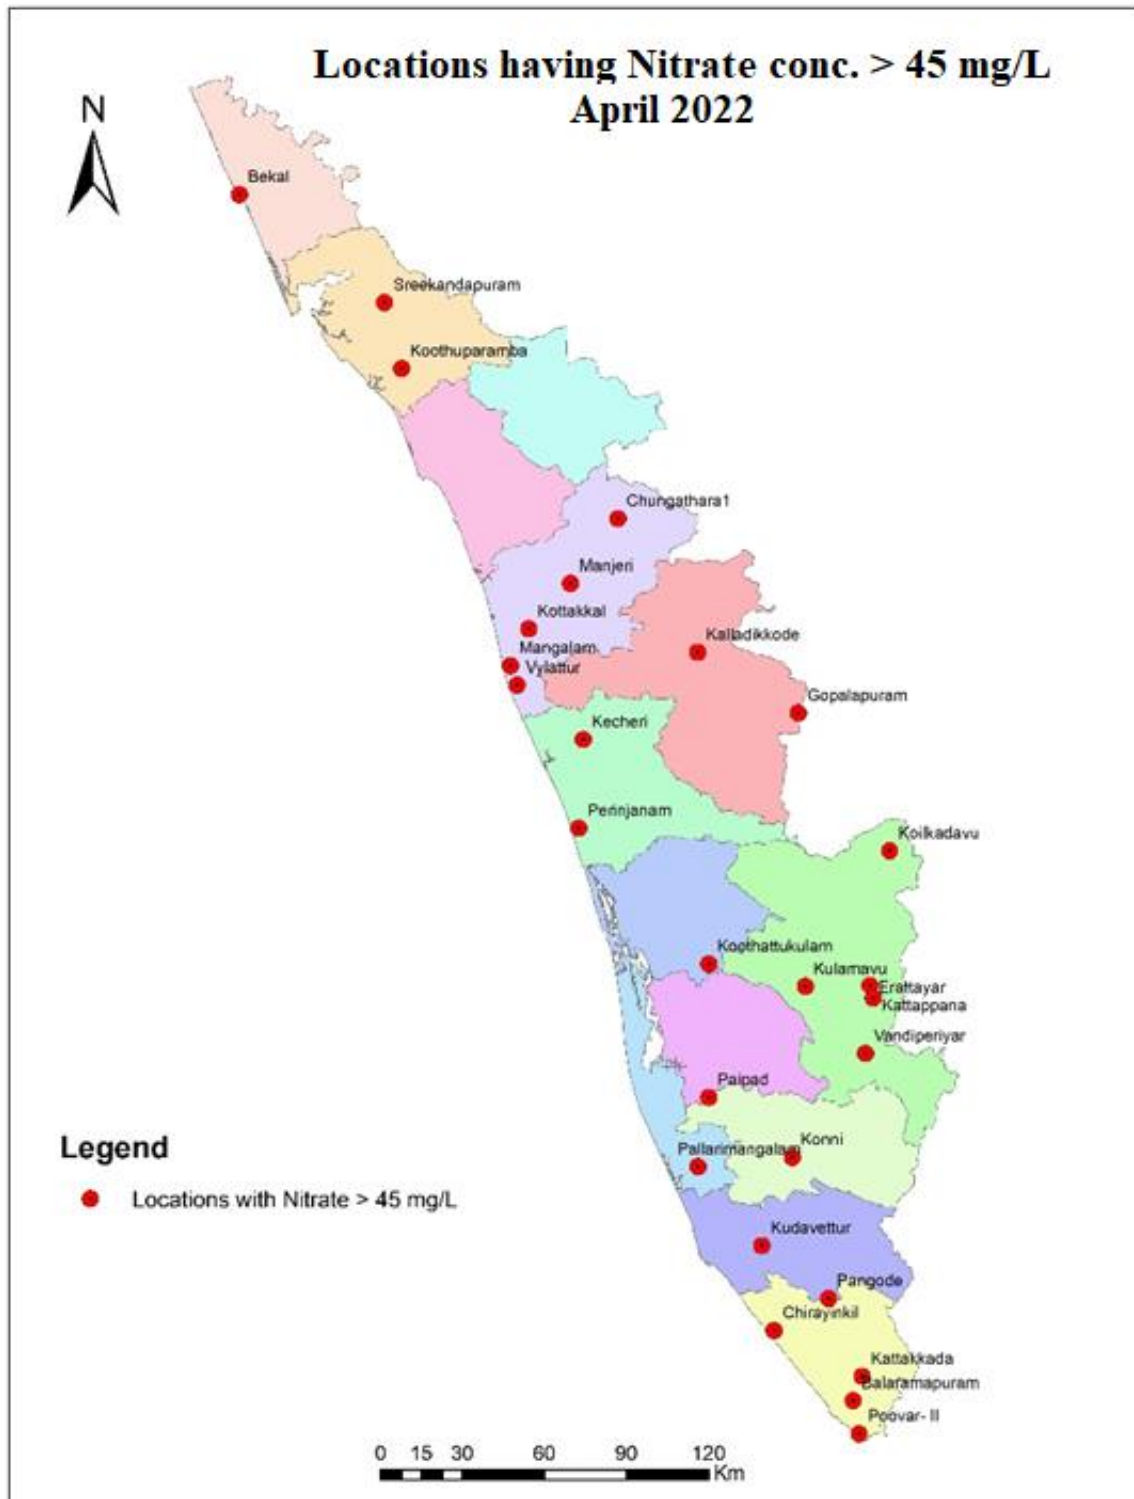 Locations having Nitrate conc. > 45 mg/L
April 2022
N
Bekal
Sreekandapuram
Koothuparamba
Chungathara1
Manjeri
Kottakkal
Kalladikkode
Mangalam
Vylattur
Gopalapuram
Kecheri
Perinjanam
Koilkadavu
Koothattukulam
Kulamavu
Erattayar
Kattappana
Vandiperiyar
Paipad
Pallarimangalam
Konni
Kudavettur
Pangode
Chirayinkil
Kattakkada
Balaramapuram
Poovar- II
Legend
Locations with Nitrate > 45 mg/L
0 15 30 60 90 120
Km